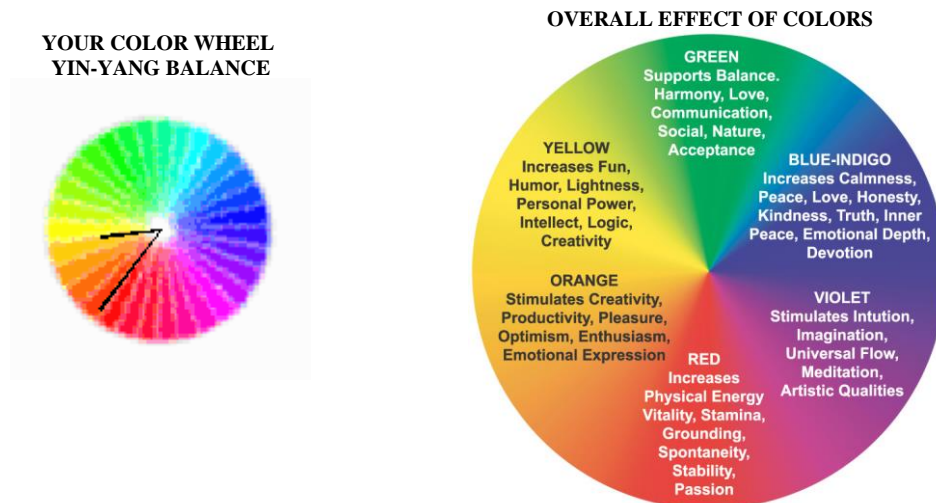 YOUR COLOR WHEEL
YIN-YANG BALANCE
OVERALL EFFECT OF COLORS
GREEN
Supports Balance.
Harmony, Love,
Communication,
Social, Nature,
Acceptance
YELLOW
Increases Fun,
Humor, Lightness,
Personal Power,
Intellect, Logic,
Creativity
BLUE-INDIGO
Increases Calmness,
Peace, Love, Honesty,
Kindness, Truth, Inner
Peace, Emotional Depth,
Devotion
ORANGE
Stimulates Creativity,
Productivity, Pleasure,
Optimism, Enthusiasm,
Emotional Expression
VIOLET
Stimulates Intution,
Imagination,
Universal Flow,
Meditation,
Artistic Qualities
RED
Increases
Physical Energy
Vitality, Stamina,
Grounding,
Spontaneity,
Stability,
Passion